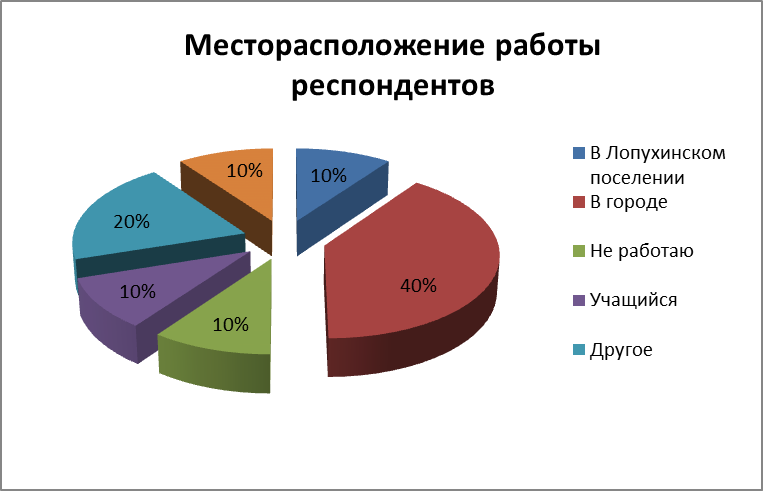 Месторасположение работы
респондентов
10%
10%
20%
40%
10%
10%
В Лопухинском
поселении
В городе
Не работаю
Учащийся
Другое